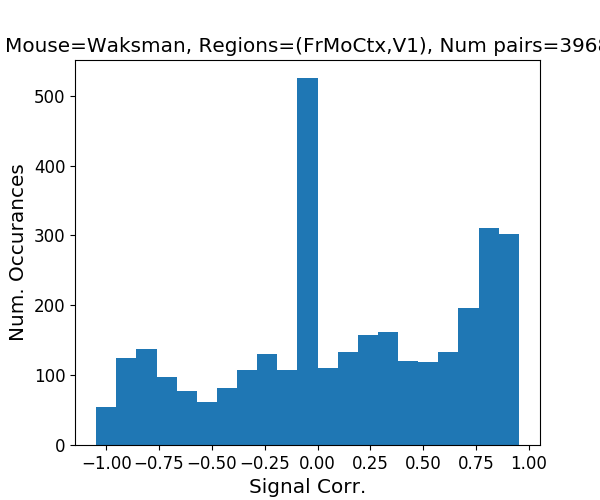 Mouse=Waksman, Regions=(FrMoCtx,V1), Num pairs=3968
Num. Occurances
500
400
300
200
100
0
−1.00 −0.75 −0.50 −0.25 0.00 0.25 0.50 0.75 1.00
Signal Corr.